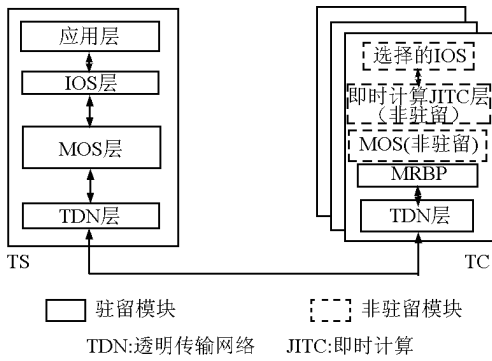 应用层
IOS层
MOS层
TDN层
TS
选择的IOS
即时计算JITC层
(非驻留)
MOS(非驻留)
MRBP
TDN层
TC
驻留模块
非驻留模块
TDN:透明传输网络
JITC:即时计算